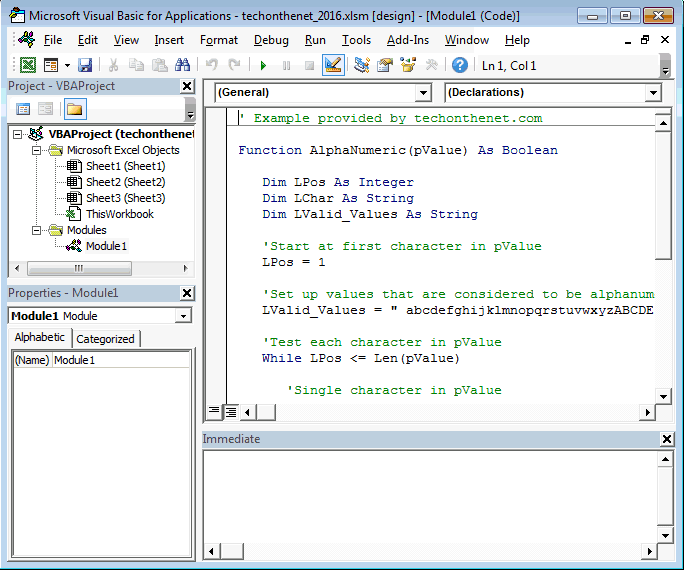 Microsoft Visual Basic for Applications - techonthenet_2016.xlsm [design] - [Module1 (Code)]
File Edit View Insert Format Debug Run Tools Add-Ins Window Help
Ln 1, Col 1
Project - VBAProject
VBAProject (techonthenet
Microsoft Excel Objects
Sheet1 (Sheet1)
Sheet2 (Sheet2)
Sheet3 (Sheet3)
ThisWorkbook
Modules
Module1
Properties - Module1
Module1 Module
Alphabetic Categorized
(Name) Module1
(General) (Declarations)
' Example provided by techonthenet.com
Function AlphaNumeric(pValue) As Boolean
Dim LPos As Integer
Dim LChar As String
Dim LValid_Values As String
'Start at first character in pValue
LPos = 1
'Set up values that are considered to be alphanum
LValid_Values = " abcdefghijklmnopqrstuvwxyzABCDE
'Test each character in pValue
While LPos <= Len(pValue)
'Single character in pValue
Immediate